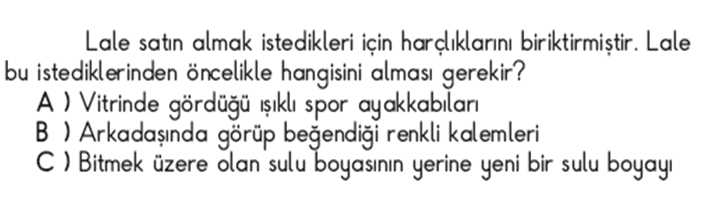 Lale satın almak istedikleri için harçlıklarını biriktirmiştir. Lale
bu istediklerinden öncelikle hangisini alması gerekir?
A ) Vitrinde gördüğü ışıklı spor ayakkabıları
B ) Arkadaşında görüp beğendiği renkli kalemleri
C ) Bitmek üzere olan sulu boyasının yerine yeni bir sulu boyayı